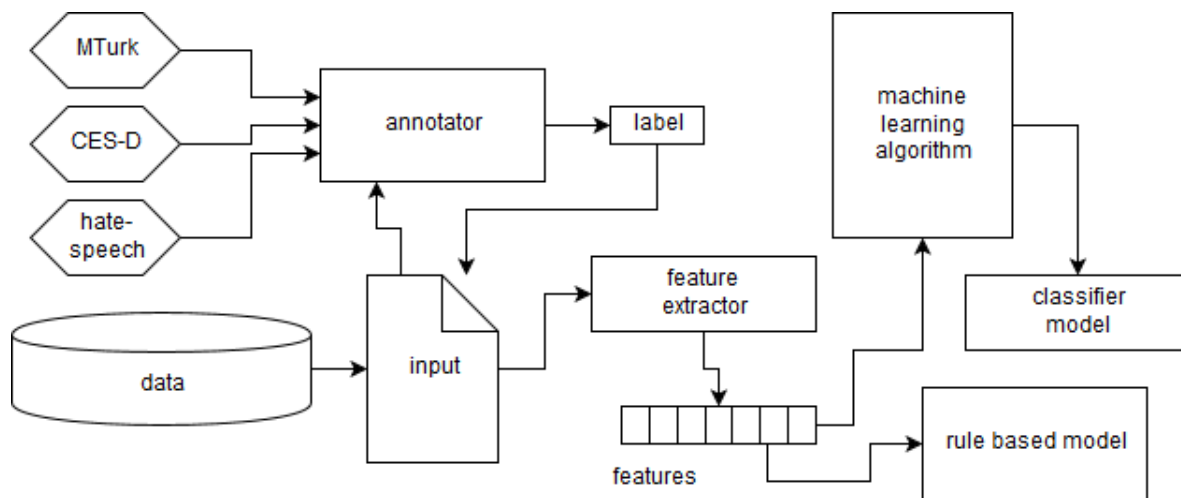 MTurk
CES-D
hate-
speech
annotator
label
machine
learning
algorithm
data
input
feature
extractor
classifier
model
features
rule based model